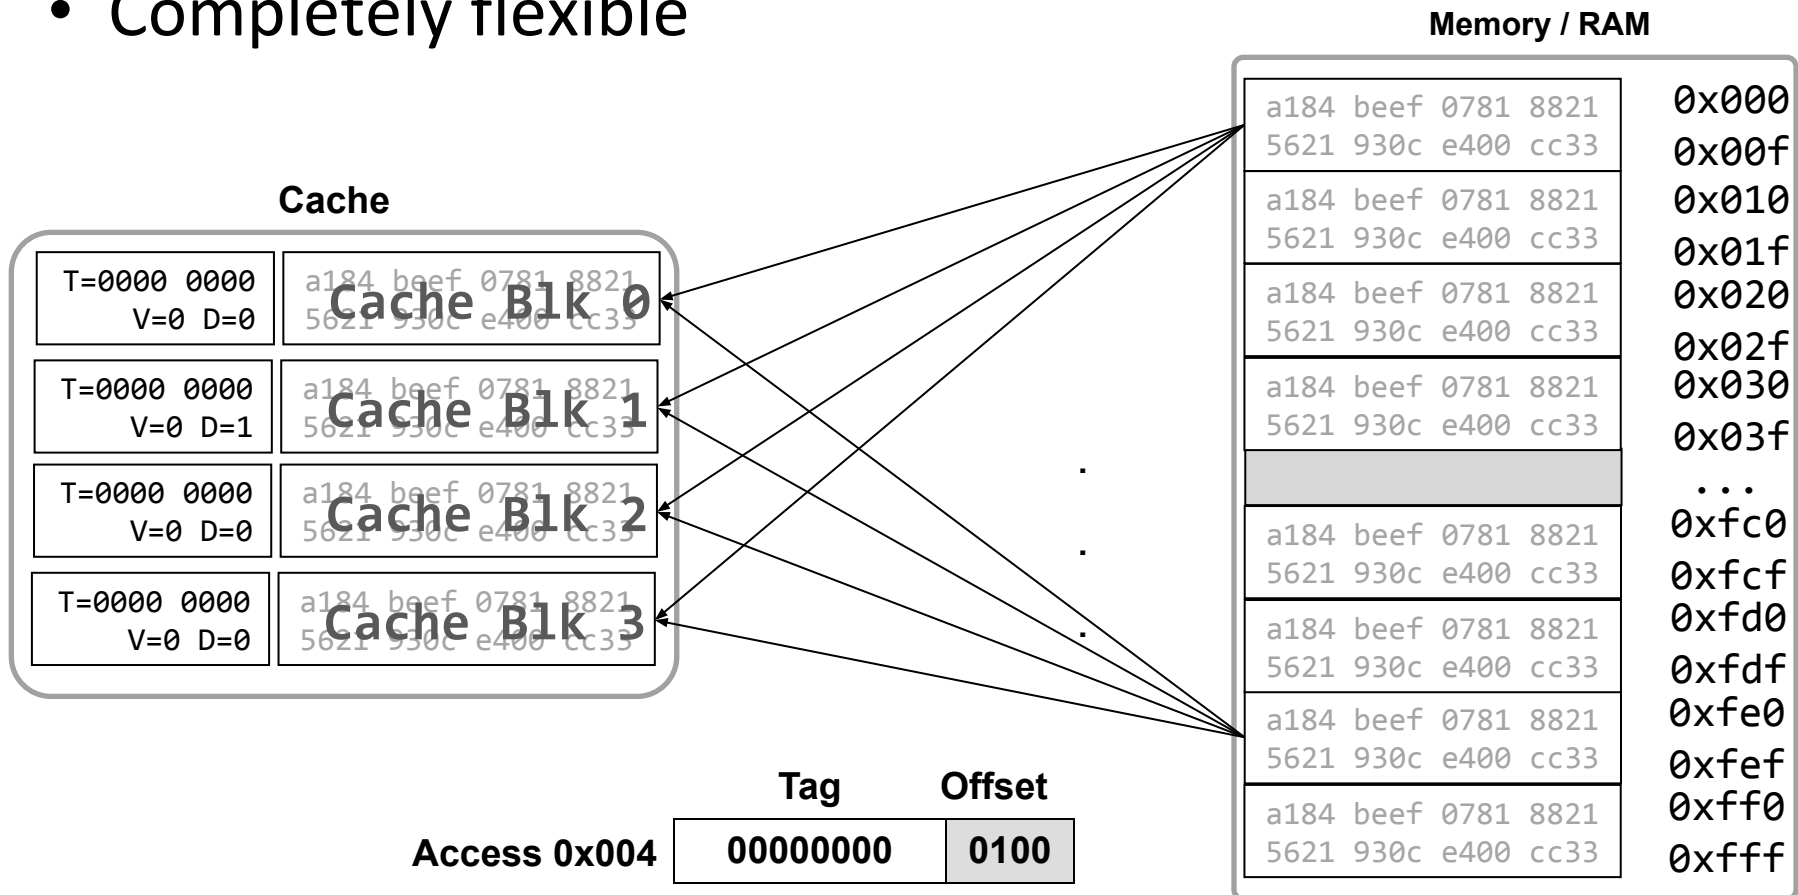 • Completely flexible
Memory / RAM
Cache
T=0000 0000
V=0 D=0
a184 beef 0781 8821
5621 930c e400 cc33
Cache Blk 0
T=0000 0000
V=0 D=1
a184 beef 0781 8821
5621 930c e400 cc33
Cache Blk 1
T=0000 0000
V=0 D=0
a184 beef 0781 8821
5621 930c e400 cc33
Cache Blk 2
T=0000 0000
V=0 D=0
a184 beef 0781 8821
5621 930c e400 cc33
Cache Blk 3
.
.
.
a184 beef 0781 8821
5621 930c e400 cc33
0x000
0x00f
a184 beef 0781 8821
5621 930c e400 cc33
0x010
0x01f
a184 beef 0781 8821
5621 930c e400 cc33
0x020
0x02f
a184 beef 0781 8821
5621 930c e400 cc33
0x030
0x03f
...
a184 beef 0781 8821
5621 930c e400 cc33
0xfc0
0xfcf
a184 beef 0781 8821
5621 930c e400 cc33
0xfd0
0xfdf
a184 beef 0781 8821
5621 930c e400 cc33
0xfe0
0xfef
a184 beef 0781 8821
5621 930c e400 cc33
0xff0
0xfff
Tag Offset
Access 0x004 00000000 0100